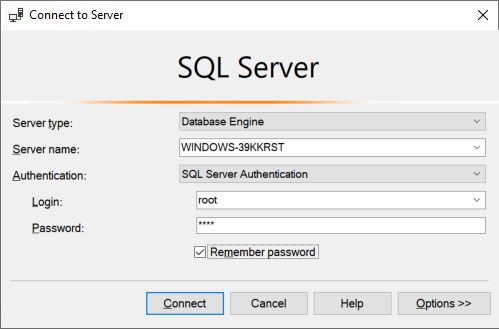 Connect to Server
SQL Server
Server type: Database Engine
Server name: WINDOWS-39KKRST
Authentication: SQL Server Authentication
Login: root
Password: ****
Remember password
Connect Cancel Help Options >>